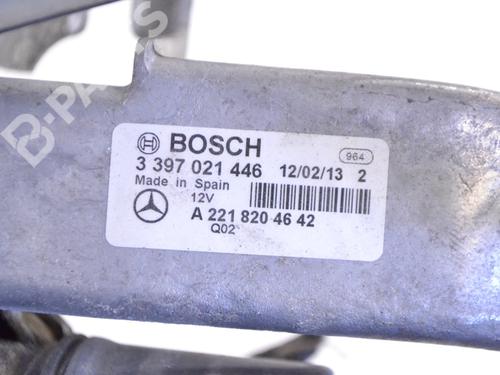 B-PARTS
BOSCH
964
3 397 021 446 12/02/13 2
Made in Spain
12V
A 221 820 46 42
Q02